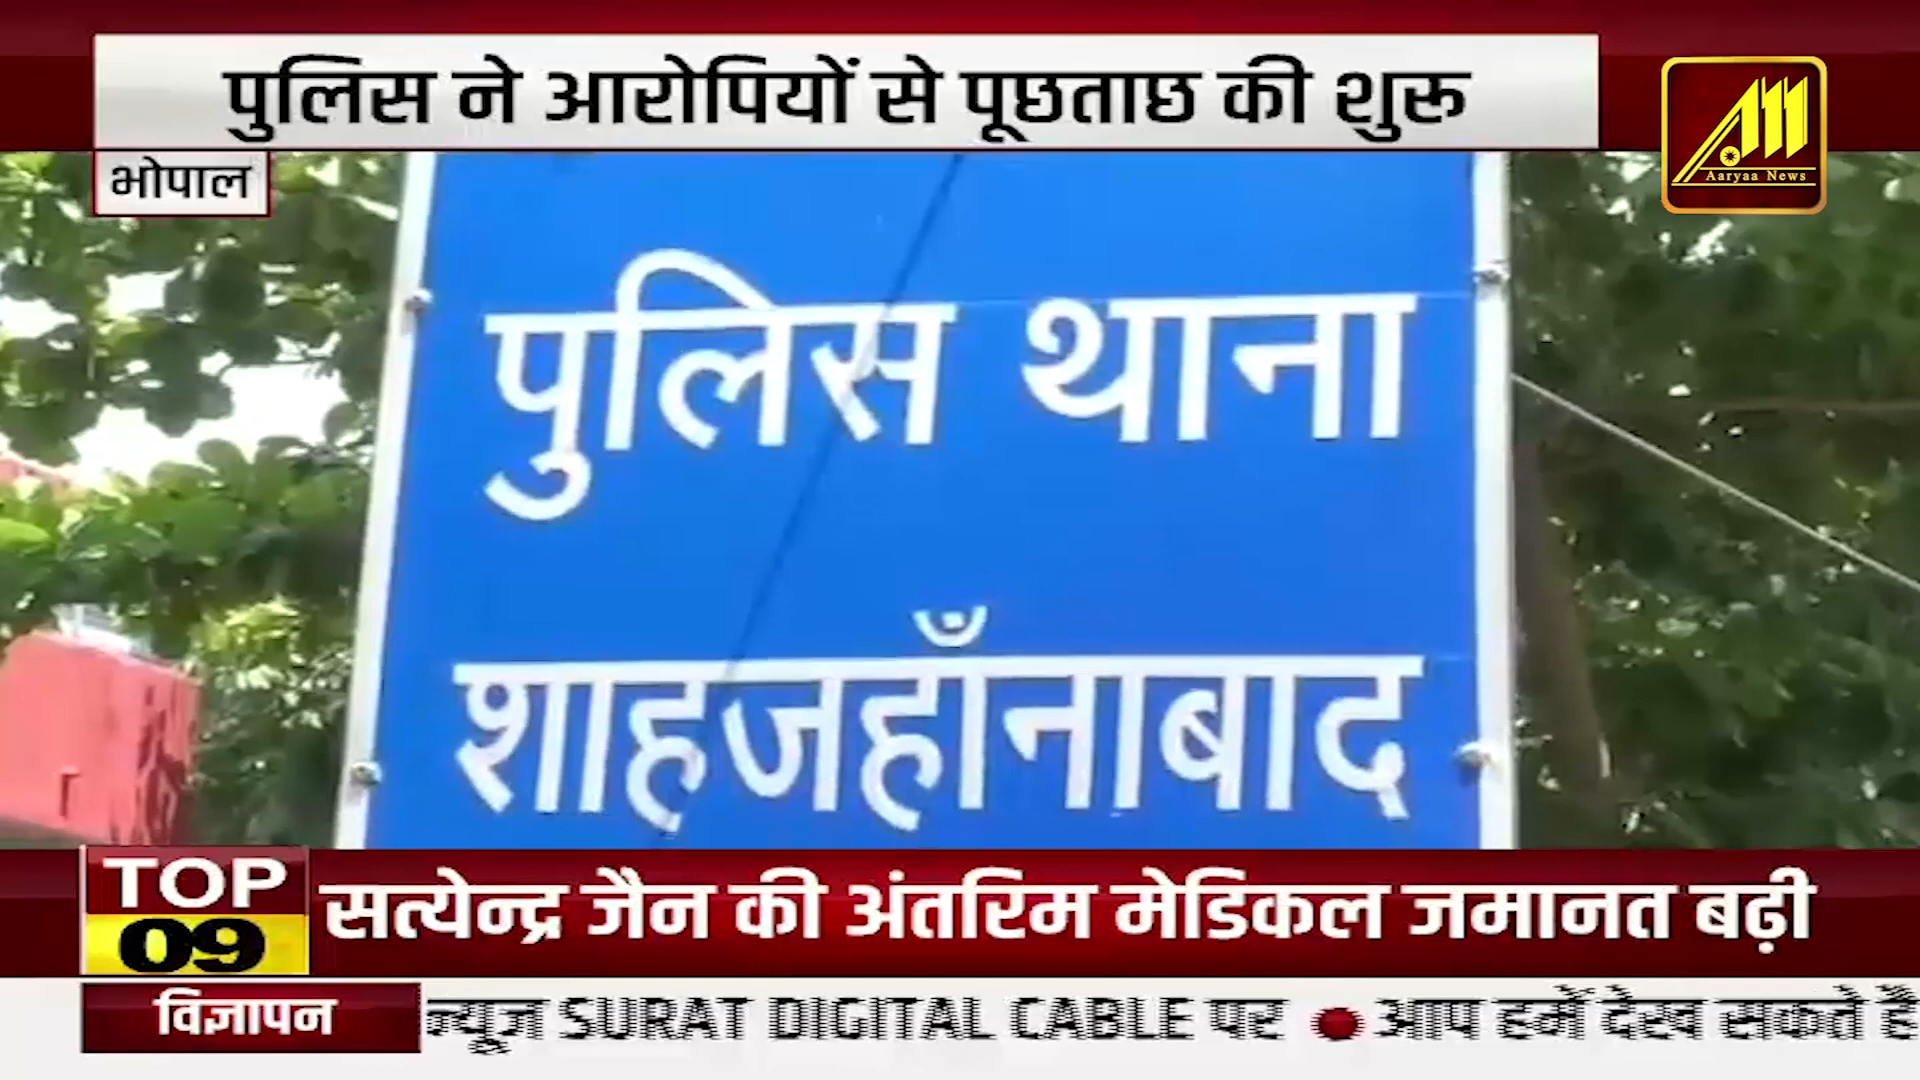 पुलिस ने आरोपियों से पूछताछ की शुरू
भोपाल
Aaryaa News
पुलिस थाना
शाहजहाँनाबाद
TOP
09
सत्येन्द्र जैन की अंतरिम मेडिकल जमानत बढ़ी
विज्ञापन
न्यूज SURAT DIGITAL CABLE पर ●आप हमें देख सकते हैं